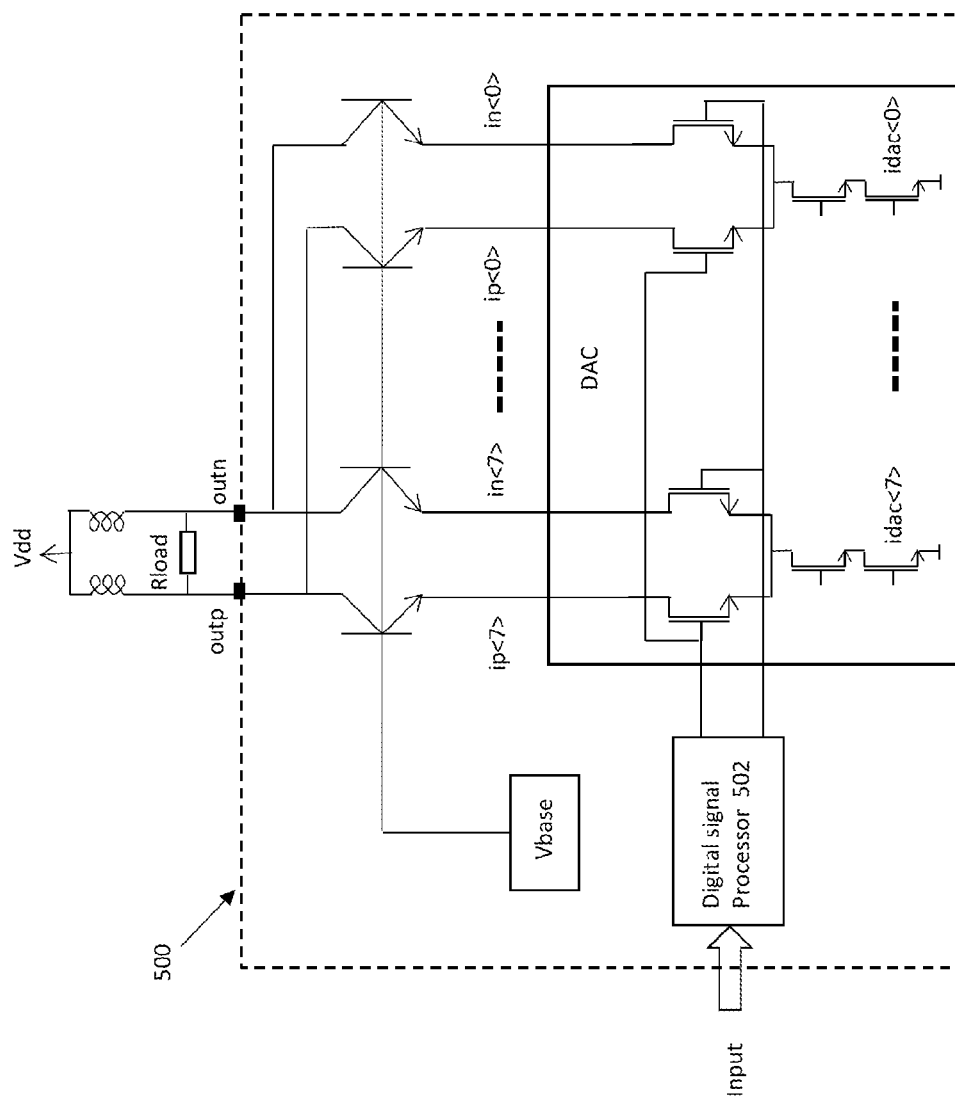 Vdd
Rload
outp
outn
500
ip<7>
in<7>
ip<0>
in<0>
Vbase
DAC
Input
Digital signal
Processor 502
idac<7>
idac<0>